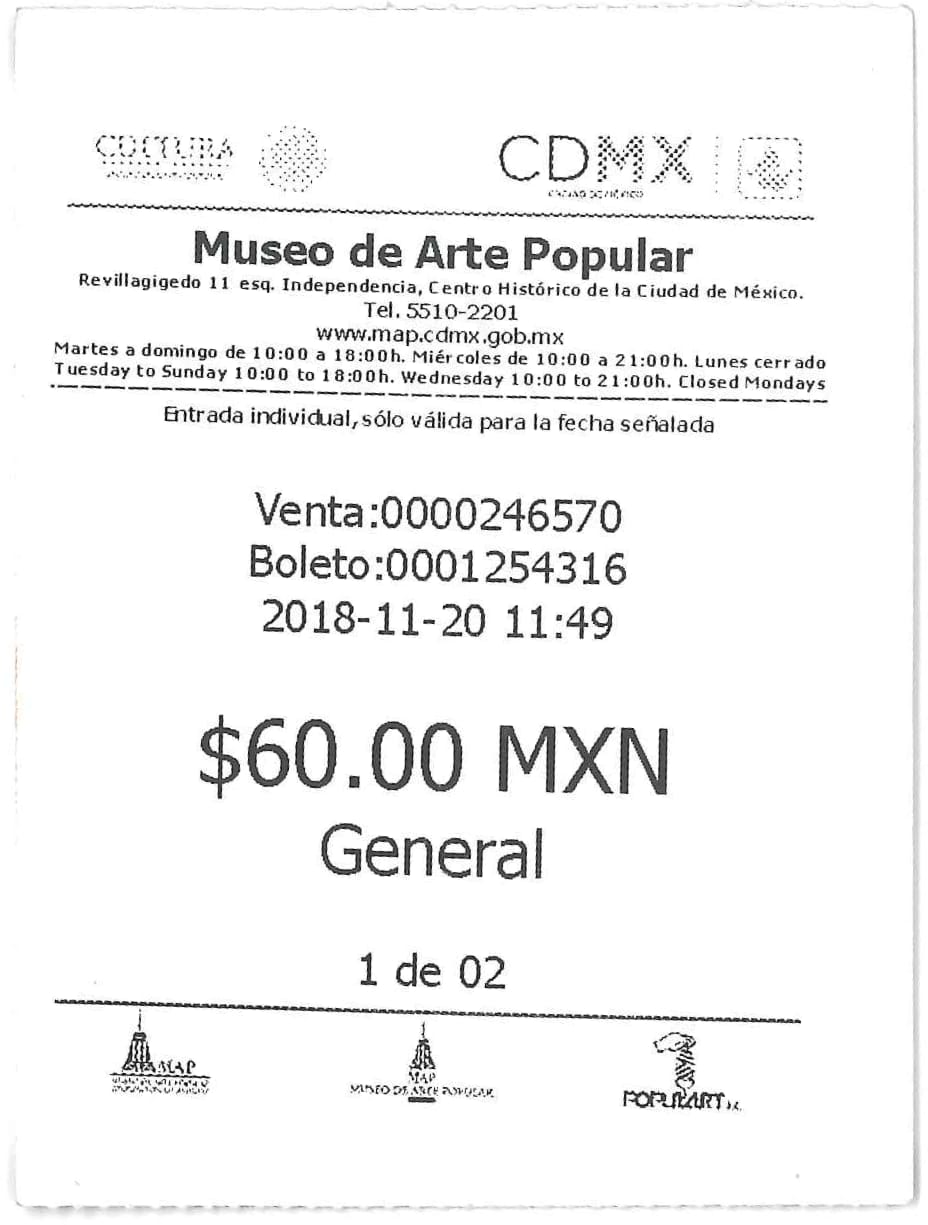 CULTURA
CDMX
CIUDAD DE MÉXICO
Museo de Arte Popular
Revillagigedo 11 esq. Independencia, Centro Histórico de la Ciudad de México.
Tel. 5510-2201
www.map.cdmx.gob.mx
Martes a domingo de 10:00 a 18:00h. Miércoles de 10:00 a 21:00h. Lunes cerrado
Tuesday to Sunday 10:00 to 18:00h. Wednesday 10:00 to 21:00h. Closed Mondays
Entrada individual, sólo válida para la fecha señalada
Venta:0000246570
Boleto:0001254316
2018-11-20 11:49
$60.00 MXN
General
1 de 02
MAP
MAP
MUSEO DE ARTE POPULAR
POPULART